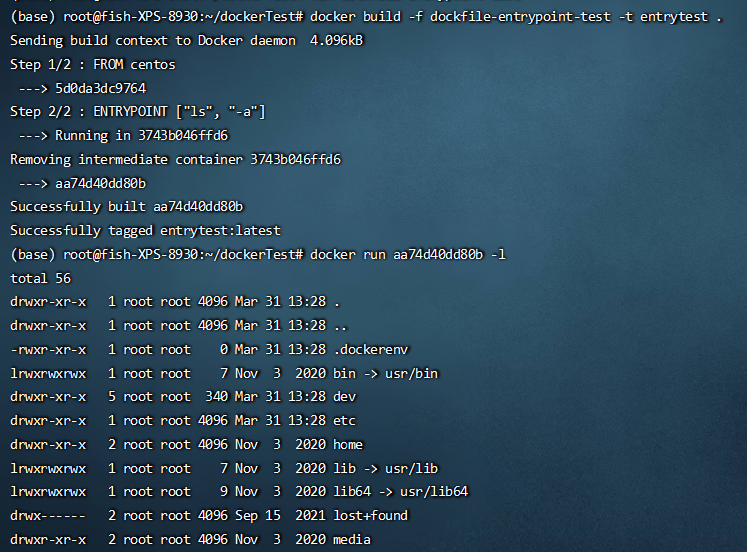 (base) root@fish-XPS-8930:~/dockerTest# docker build -f dockfile-entrypoint-test -t entrytest .
Sending build context to Docker daemon  4.096kB
Step 1/2 : FROM centos
 ---> 5d0da3dc9764
Step 2/2 : ENTRYPOINT ["ls", "-a"]
 ---> Running in 3743b046ffd6
Removing intermediate container 3743b046ffd6
 ---> aa74d40dd80b
Successfully built aa74d40dd80b
Successfully tagged entrytest:latest
(base) root@fish-XPS-8930:~/dockerTest# docker run aa74d40dd80b -l
total 56
drwxr-xr-x   1 root root 4096 Mar 31 13:28 .
drwxr-xr-x   1 root root 4096 Mar 31 13:28 ..
-rwxr-xr-x   1 root root    0 Mar 31 13:28 .dockerenv
lrwxrwxrwx   1 root root    7 Nov  3  2020 bin -> usr/bin
drwxr-xr-x   5 root root  340 Mar 31 13:28 dev
drwxr-xr-x   1 root root 4096 Mar 31 13:28 etc
drwxr-xr-x   2 root root 4096 Nov  3  2020 home
lrwxrwxrwx   1 root root    7 Nov  3  2020 lib -> usr/lib
lrwxrwxrwx   1 root root    9 Nov  3  2020 lib64 -> usr/lib64
drwx------   2 root root 4096 Sep 15  2021 lost+found
drwxr-xr-x   2 root root 4096 Nov  3  2020 media